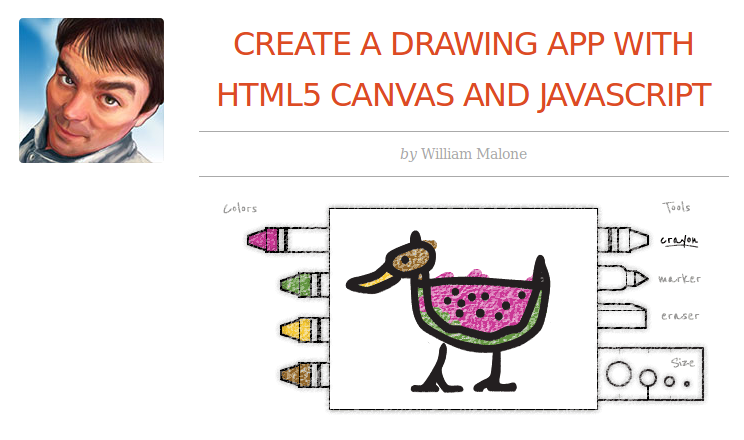 CREATE A DRAWING APP WITH
HTML5 CANVAS AND JAVASCRIPT
by William Malone
Colors
Tools
crayon
marker
eraser
Size